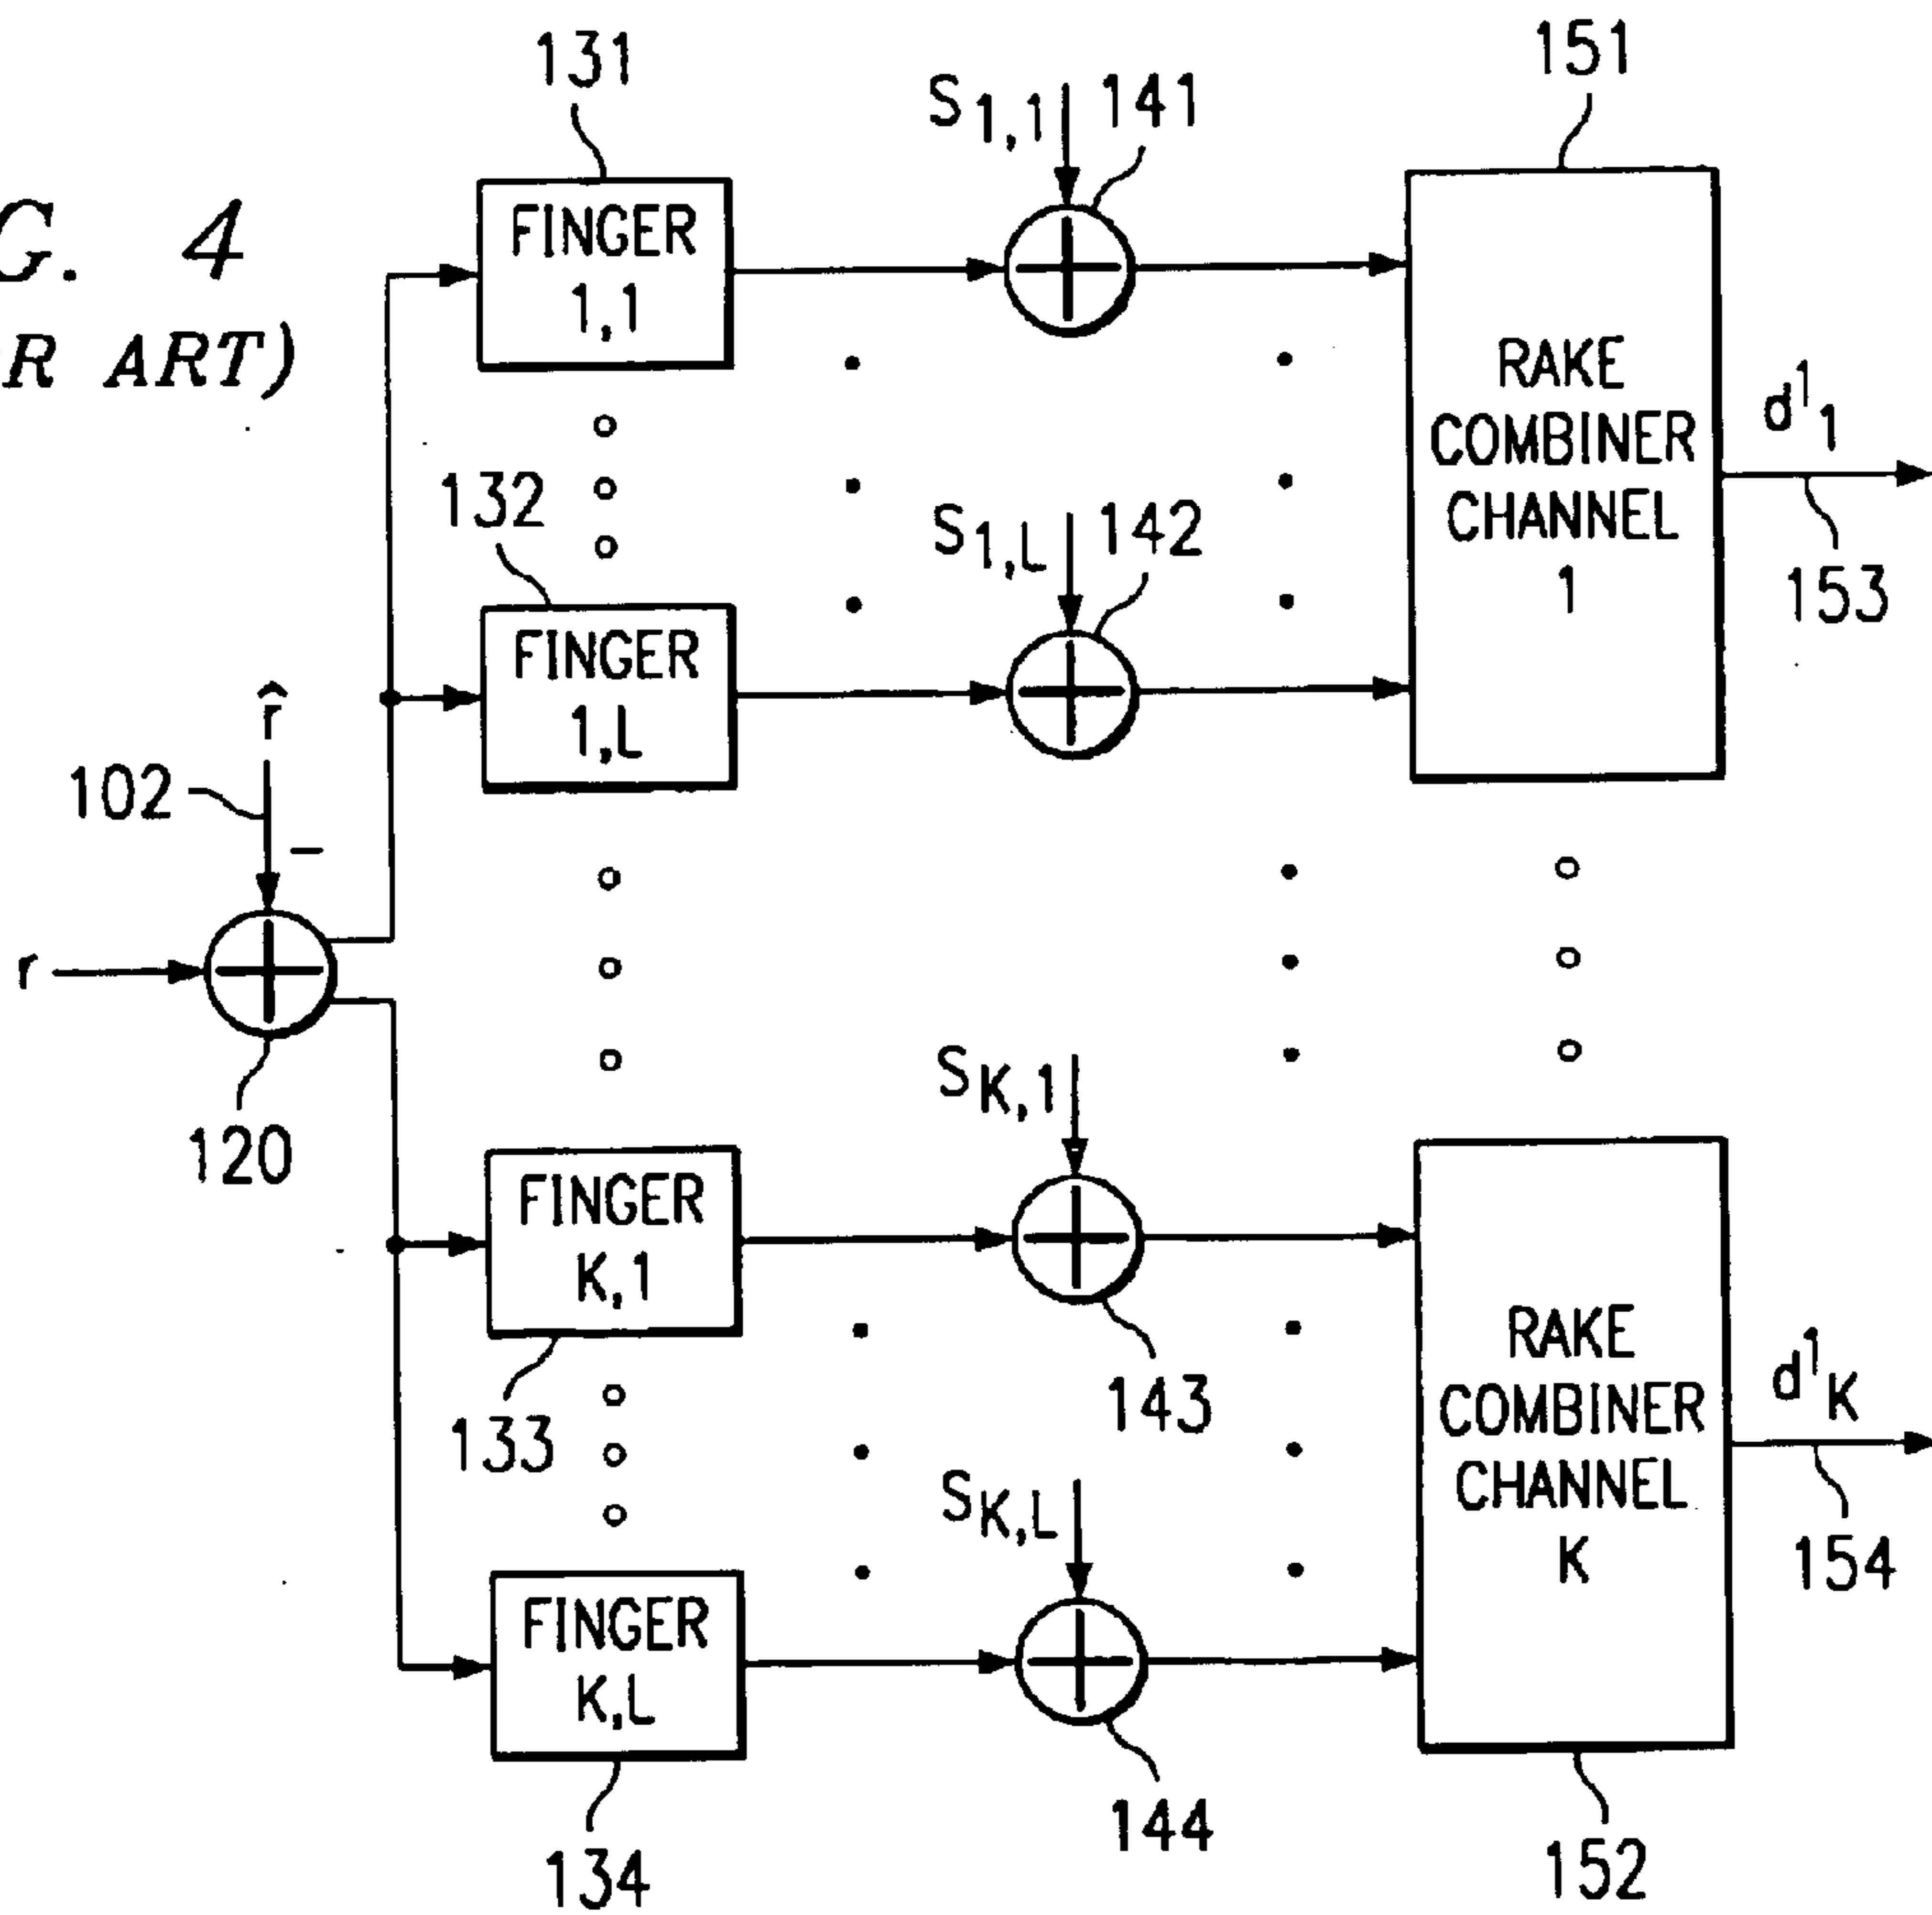 G. 4
R ART)
131
S1,1
141
151
FINGER
1,1
RAKE
COMBINER
CHANNEL
1
d¹1
153
132
S1,L
142
FINGER
1,L
r̂
102
–
r
120
SK,1
FINGER
K,1
133
143
RAKE
COMBINER
CHANNEL
K
d¹K
154
SK,L
FINGER
K,L
134
144
152